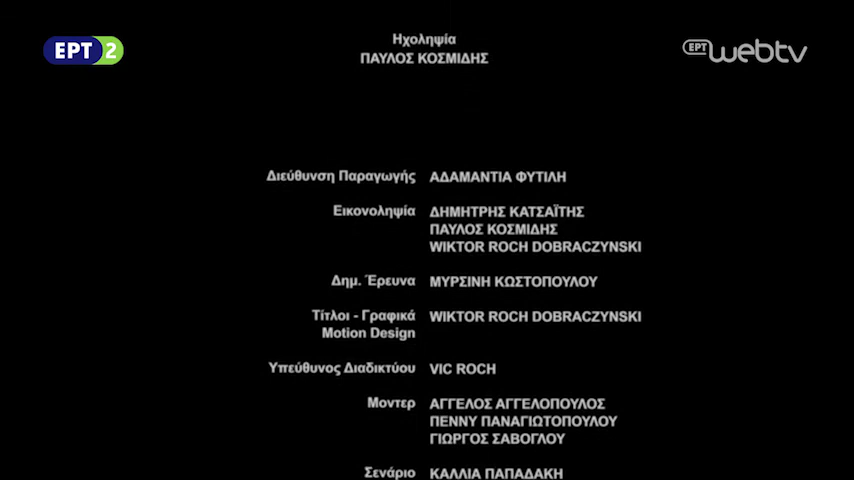 ΕΡΤ 2
ΕΡΤ webtv
Ηχοληψία
ΠΑΥΛΟΣ ΚΟΣΜΙΔΗΣ
Διεύθυνση Παραγωγής ΑΔΑΜΑΝΤΙΑ ΦΥΤΙΛΗ
Εικονοληψία ΔΗΜΗΤΡΗΣ ΚΑΤΣΑΪΤΗΣ
ΠΑΥΛΟΣ ΚΟΣΜΙΔΗΣ
WIKTOR ROCH DOBRACZYNSKI
Δημ. Έρευνα ΜΥΡΣΙΝΗ ΚΩΣΤΟΠΟΥΛΟΥ
Τίτλοι - Γραφικά WIKTOR ROCH DOBRACZYNSKI
Motion Design
Υπεύθυνος Διαδικτύου VIC ROCH
Μοντερ ΑΓΓΕΛΟΣ ΑΓΓΕΛΟΠΟΥΛΟΣ
ΠΕΝΝΥ ΠΑΝΑΓΙΩΤΟΠΟΥΛΟΥ
ΓΙΩΡΓΟΣ ΣΑΒΟΓΛΟΥ
Σενάριο ΚΑΛΛΙΑ ΠΑΠΑΔΑΚΗ